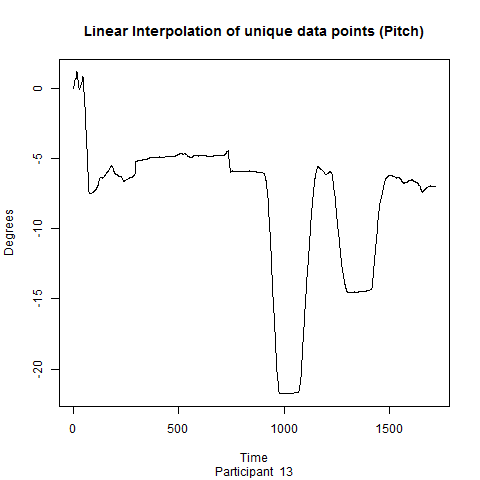 Linear Interpolation of unique data points (Pitch)
0
-5
-10
-15
-20
Degrees
0 500 1000 1500
Time
Participant 13